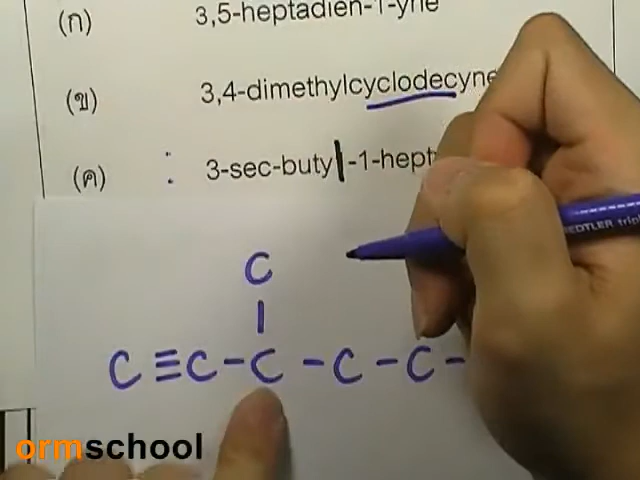 (ก) 3,5-heptadien-1-yne
(ข) 3,4-dimethylcyclodecyne
(ค) : 3-sec-butyl-1-hept
C
|
C ≡ C - C - C - C -
ormschool